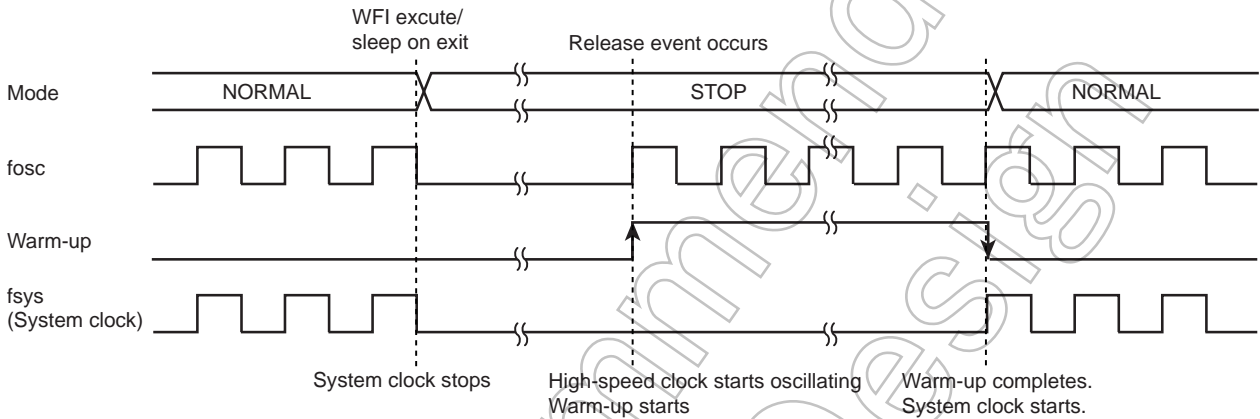 WFI excute/
sleep on exit
Release event occurs
Mode
NORMAL
STOP
NORMAL
fosc
Warm-up
fsys
(System clock)
System clock stops
High-speed clock starts oscillating
Warm-up starts
Warm-up completes.
System clock starts.